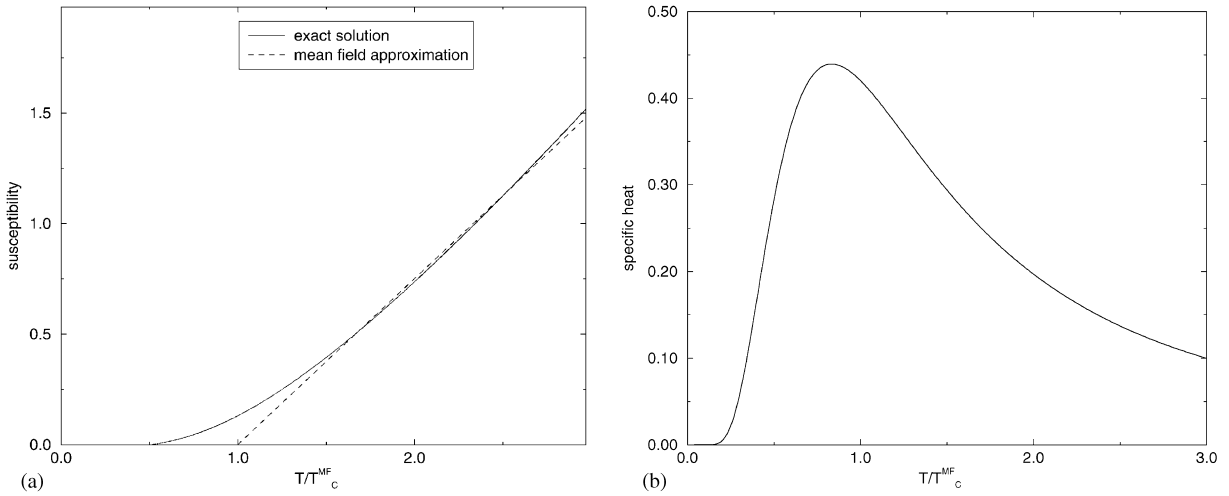 exact solution
mean field approximation
susceptibility
1.5
1.0
0.5
0.0
0.0
1.0
2.0
T/T^MF_C
(a)
specific heat
0.50
0.40
0.30
0.20
0.10
0.00
0.0
1.0
2.0
3.0
T/T^MF_C
(b)